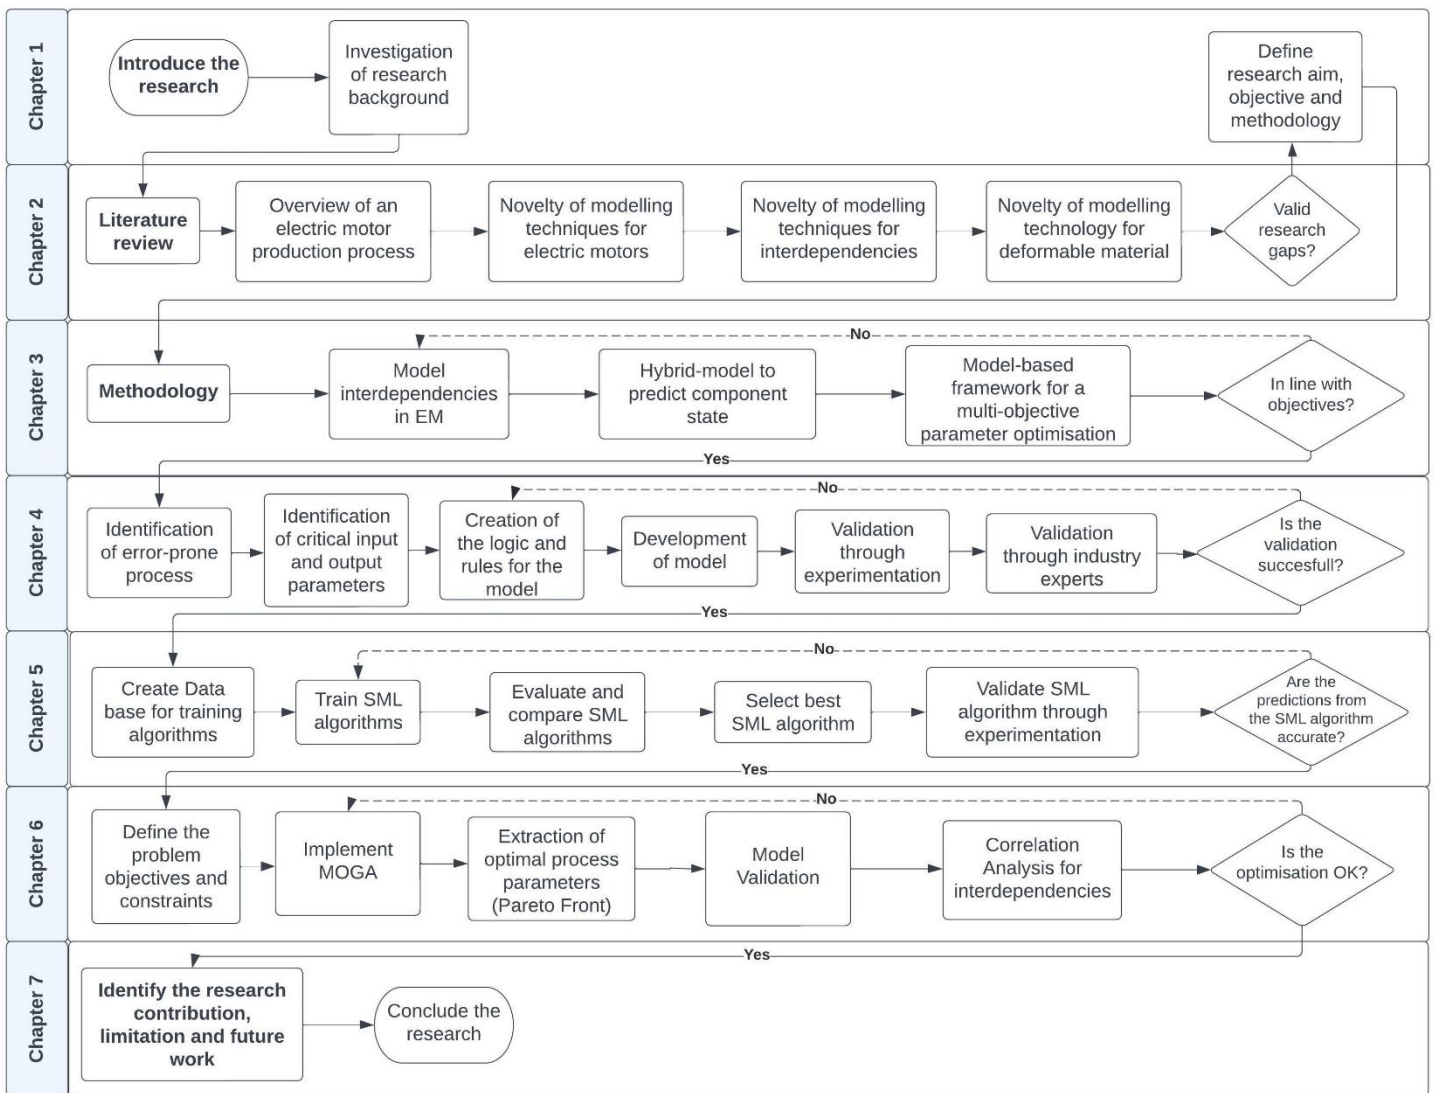 Chapter 1
Introduce the
research
Investigation
of research
background
Define
research aim,
objective and
methodology
Chapter 2
Literature
review
Overview of an
electric motor
production process
Novelty of modelling
techniques for
electric motors
Novelty of modelling
techniques for
interdependencies
Novelty of modelling
technology for
deformable material
Valid
research
gaps?
Chapter 3
No
Methodology
Model
interdependencies
in EM
Hybrid-model to
predict component
state
Model-based
framework for a
multi-objective
parameter optimisation
In line with
objectives?
Yes
Chapter 4
No
Identification
of error-prone
process
Identification
of critical input
and output
parameters
Creation of
the logic and
rules for the
model
Development
of model
Validation
through
experimentation
Validation
through industry
experts
Is the
validation
succesfull?
Yes
Chapter 5
No
Create Data
base for training
algorithms
Train SML
algorithms
Evaluate and
compare SML
algorithms
Select best
SML algorithm
Validate SML
algorithm through
experimentation
Are the
predictions from
the SML algorithm
accurate?
Yes
Chapter 6
No
Define the
problem
objectives and
constraints
Implement
MOGA
Extraction of
optimal process
parameters
(Pareto Front)
Model
Validation
Correlation
Analysis for
interdependencies
Is the
optimisation OK?
Yes
Chapter 7
Identify the research
contribution,
limitation and future
work
Conclude the
research